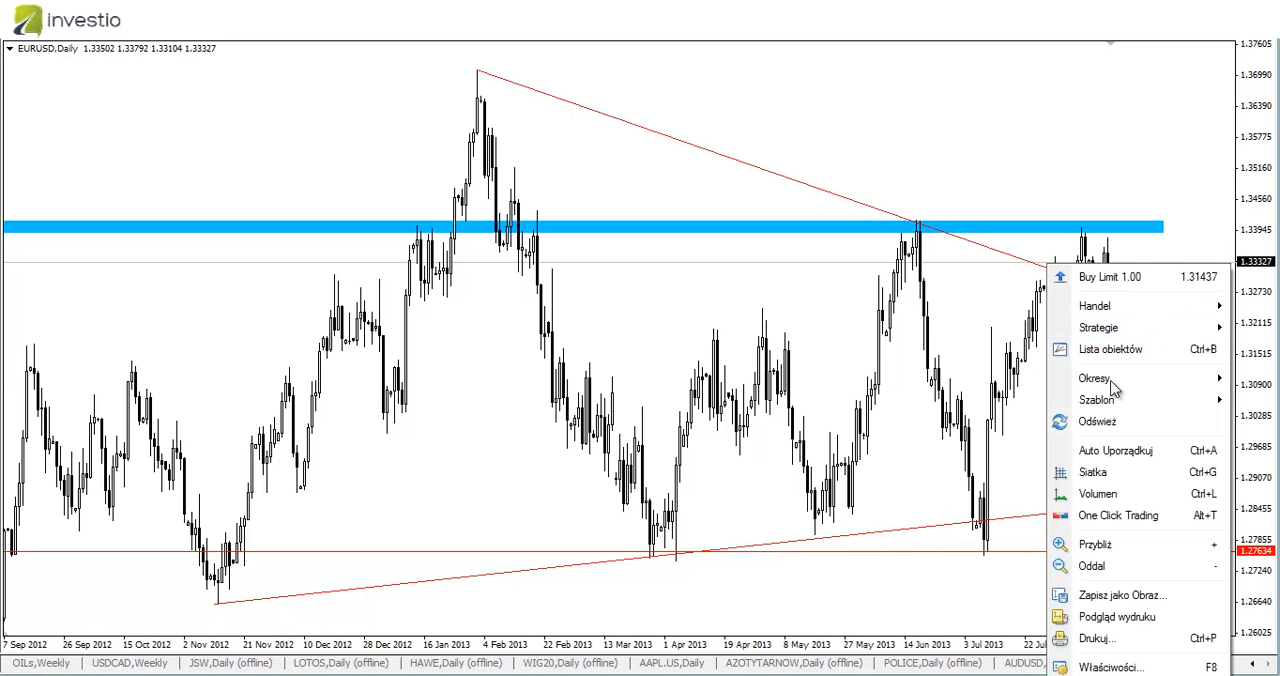 investio
EURUSD,Daily 1.33502 1.33792 1.33104 1.33327
1.37605
1.36990
1.36390
1.35775
1.35160
1.34560
1.33945
1.33327
1.32730
1.32115
1.31515
1.30900
1.30285
1.29685
1.29070
1.28455
1.27855
1.27634
1.27240
1.26640
1.26025
Buy Limit 1.00 1.31437
Handel
Strategie
Lista obiektów Ctrl+B
Okresy
Szablon
Odśwież
Auto Uporządkuj Ctrl+A
Siatka Ctrl+G
Volumen Ctrl+L
One Click Trading Alt+T
Przybliż +
Oddal -
Zapisz jako Obraz...
Podgląd wydruku
Drukuj... Ctrl+P
Właściwości... F8
7 Sep 2012 26 Sep 2012 15 Oct 2012 2 Nov 2012 21 Nov 2012 10 Dec 2012 28 Dec 2012 16 Jan 2013 4 Feb 2013 22 Feb 2013 13 Mar 2013 1 Apr 2013 19 Apr 2013 8 May 2013 27 May 2013 14 Jun 2013 3 Jul 2013 22 Jul
OILs,Weekly USDCAD,Weekly JSW,Daily (offline) LOTOS,Daily (offline) HAWE,Daily (offline) WIG20,Daily (offline) AAPL.US,Daily AZOTYTARNOW,Daily (offline) POLICE,Daily (offline) AUDUSD,